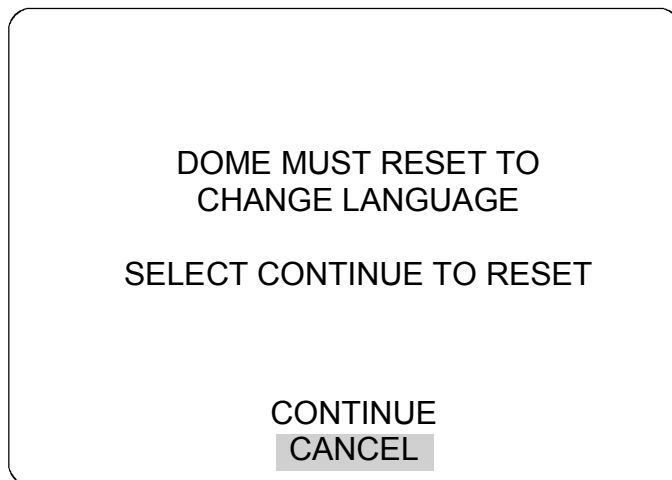 DOME MUST RESET TO
CHANGE LANGUAGE
SELECT CONTINUE TO RESET
CONTINUE
CANCEL